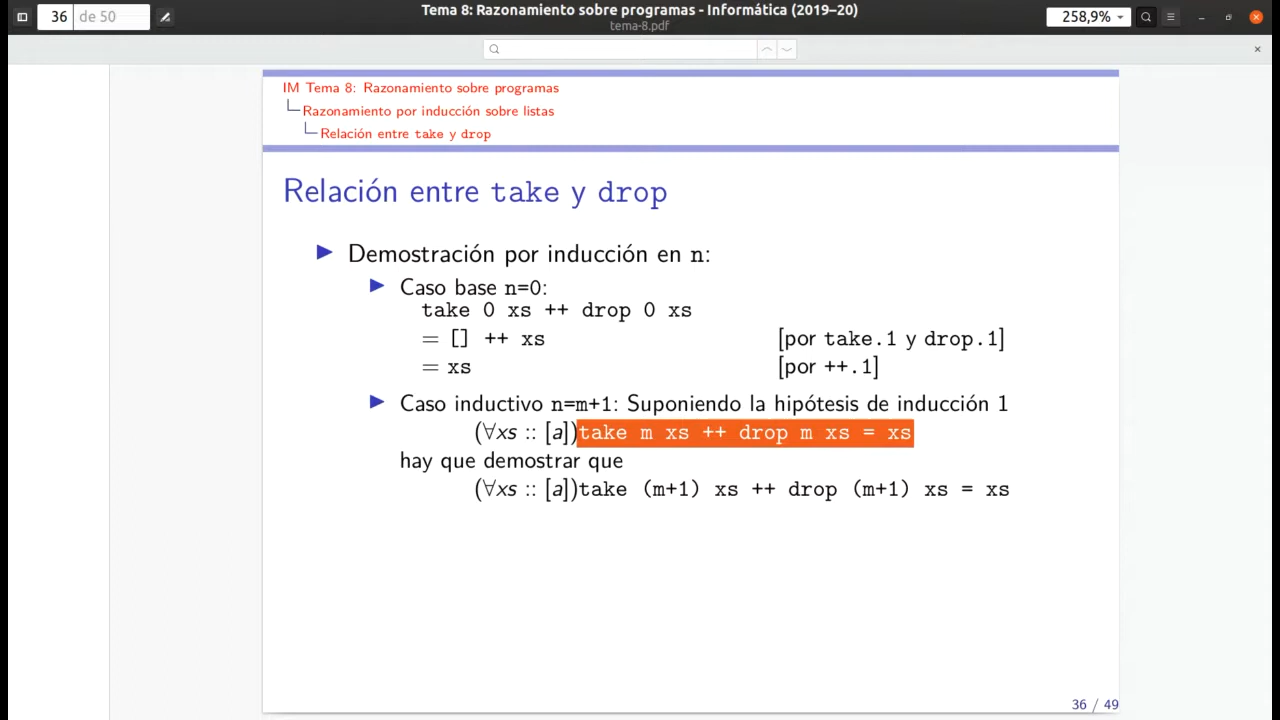 Tema 8: Razonamiento sobre programas - Informática (2019–20)
tema-8.pdf
36 de 50
258,9%
IM Tema 8: Razonamiento sobre programas
Razonamiento por inducción sobre listas
Relación entre take y drop
Relación entre take y drop
Demostración por inducción en n:
Caso base n=0:
take 0 xs ++ drop 0 xs
= [] ++ xs [por take.1 y drop.1]
= xs [por ++.1]
Caso inductivo n=m+1: Suponiendo la hipótesis de inducción 1
(∀xs :: [a])take m xs ++ drop m xs = xs
hay que demostrar que
(∀xs :: [a])take (m+1) xs ++ drop (m+1) xs = xs
36 / 49